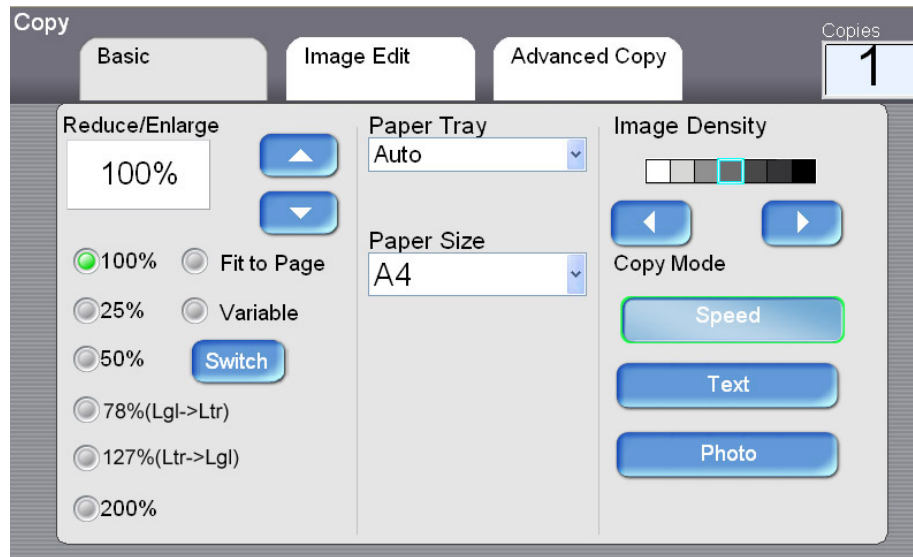 Copy
Copies
1
Basic
Image Edit
Advanced Copy
Reduce/Enlarge
100%
100%
Fit to Page
25%
Variable
50%
Switch
78%(Lgl->Ltr)
127%(Ltr->Lgl)
200%
Paper Tray
Auto
Paper Size
A4
Image Density
Copy Mode
Speed
Text
Photo